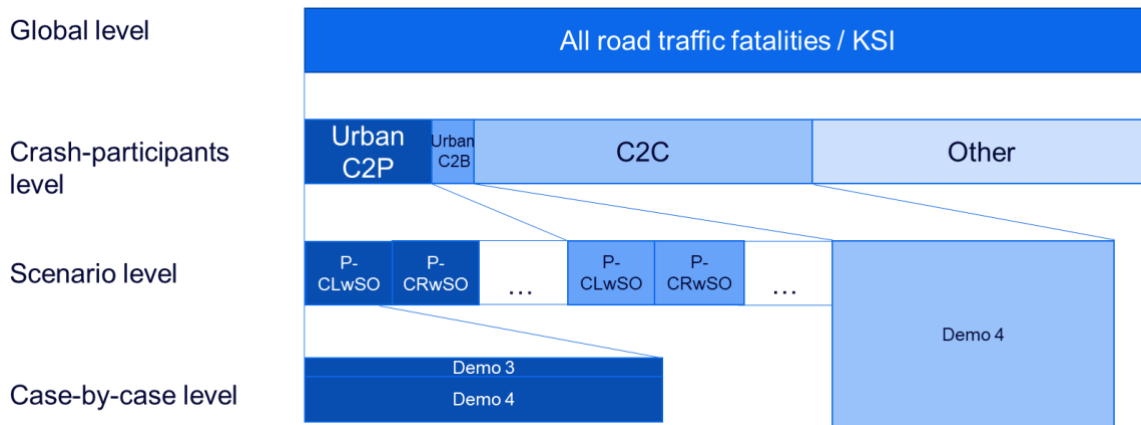 Global level
All road traffic fatalities / KSI
Crash-participants
level
Urban
C2P
Urban
C2B
C2C
Other
Scenario level
P-
CLwSO
P-
CRwSO
...
P-
CLwSO
P-
CRwSO
...
Demo 4
Case-by-case level
Demo 3
Demo 4